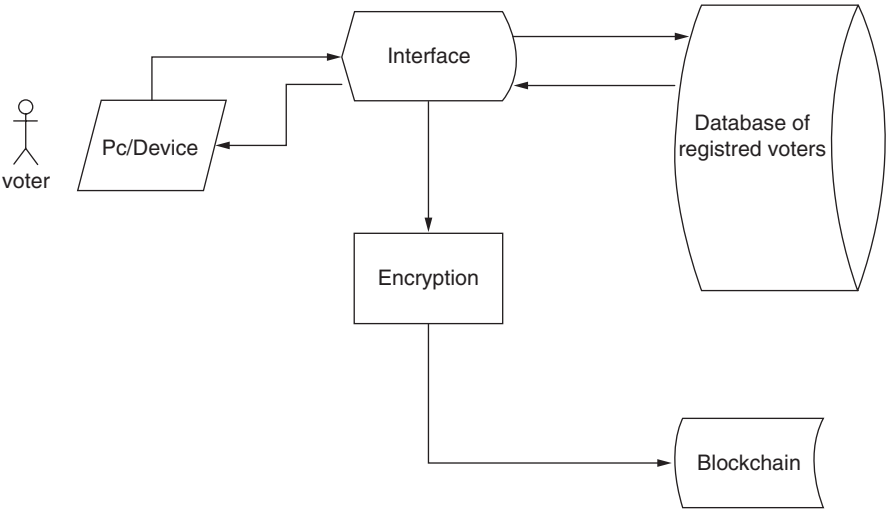 Interface
Database of
registred voters
Pc/Device
voter
Encryption
Blockchain